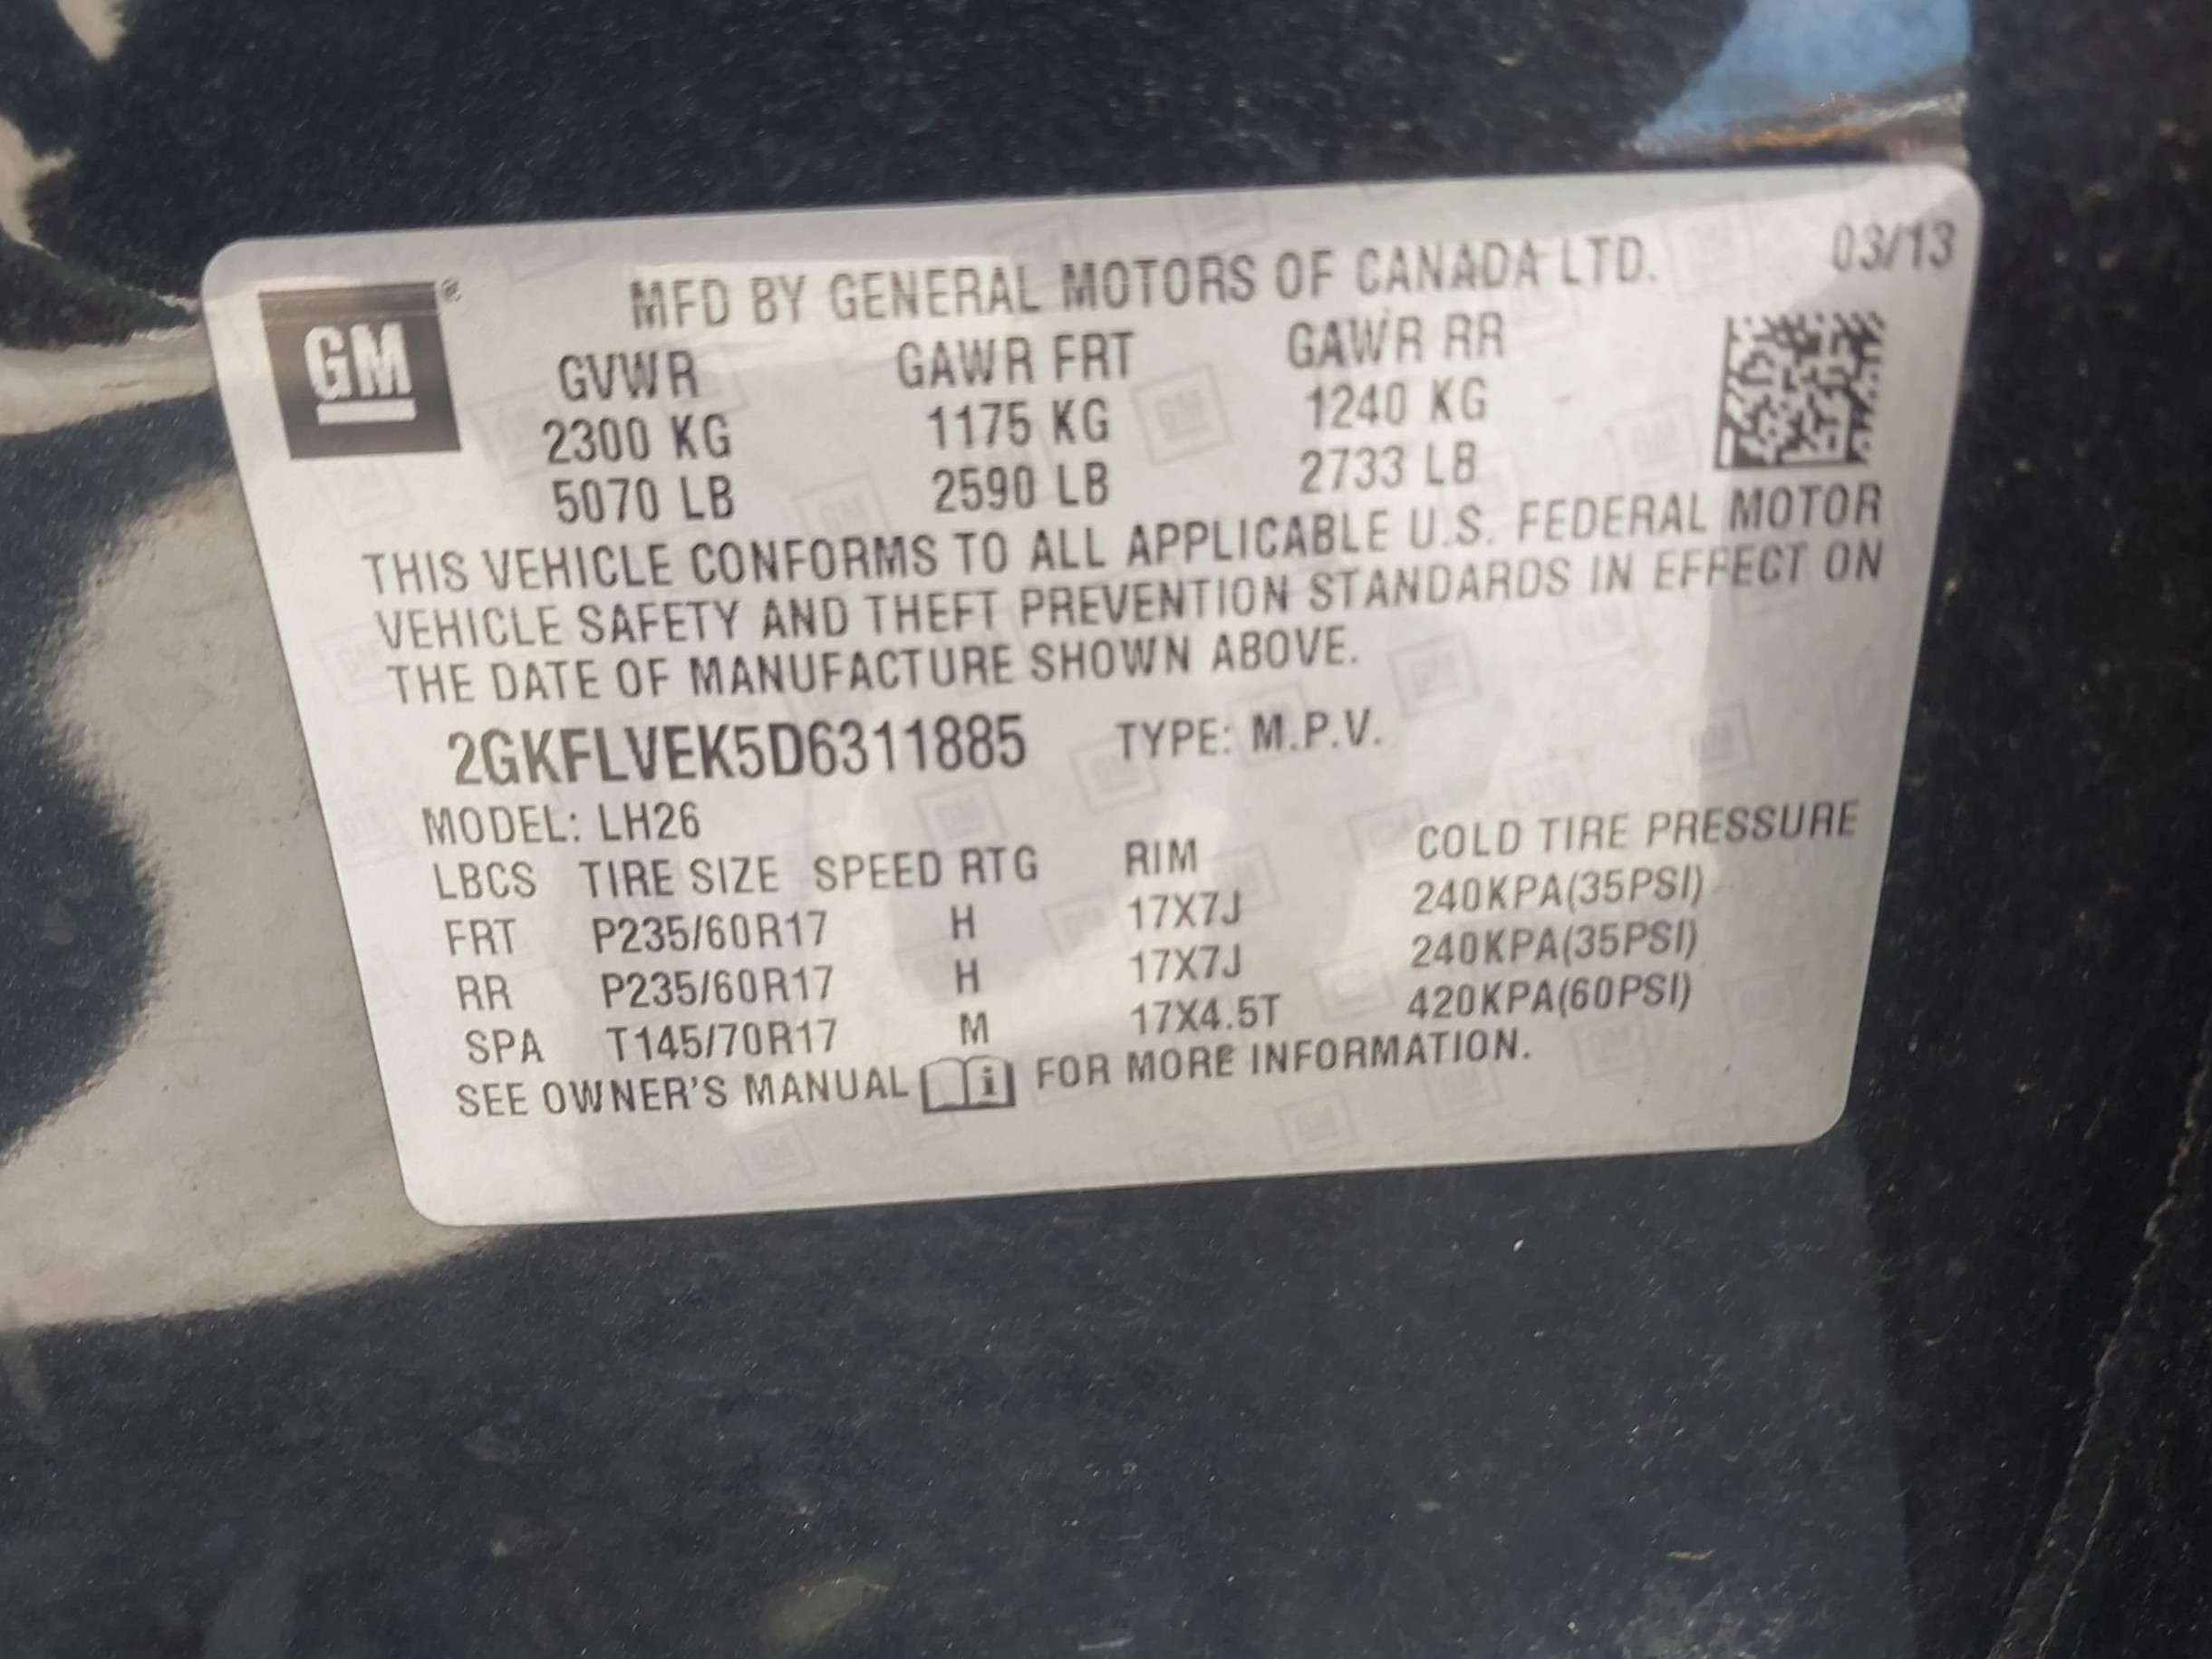 GM®
MFD BY GENERAL MOTORS OF CANADA LTD. 03/13
GVWR GAWR FRT GAWR RR
2300 KG 1175 KG 1240 KG
5070 LB 2590 LB 2733 LB
THIS VEHICLE CONFORMS TO ALL APPLICABLE U.S. FEDERAL MOTOR
VEHICLE SAFETY AND THEFT PREVENTION STANDARDS IN EFFECT ON
THE DATE OF MANUFACTURE SHOWN ABOVE.
2GKFLVEK5D6311885 TYPE: M.P.V.
MODEL: LH26
LBCS TIRE SIZE SPEED RTG RIM COLD TIRE PRESSURE
FRT P235/60R17 H 17X7J 240KPA(35PSI)
RR P235/60R17 H 17X7J 240KPA(35PSI)
SPA T145/70R17 M 17X4.5T 420KPA(60PSI)
SEE OWNER'S MANUAL FOR MORE INFORMATION.